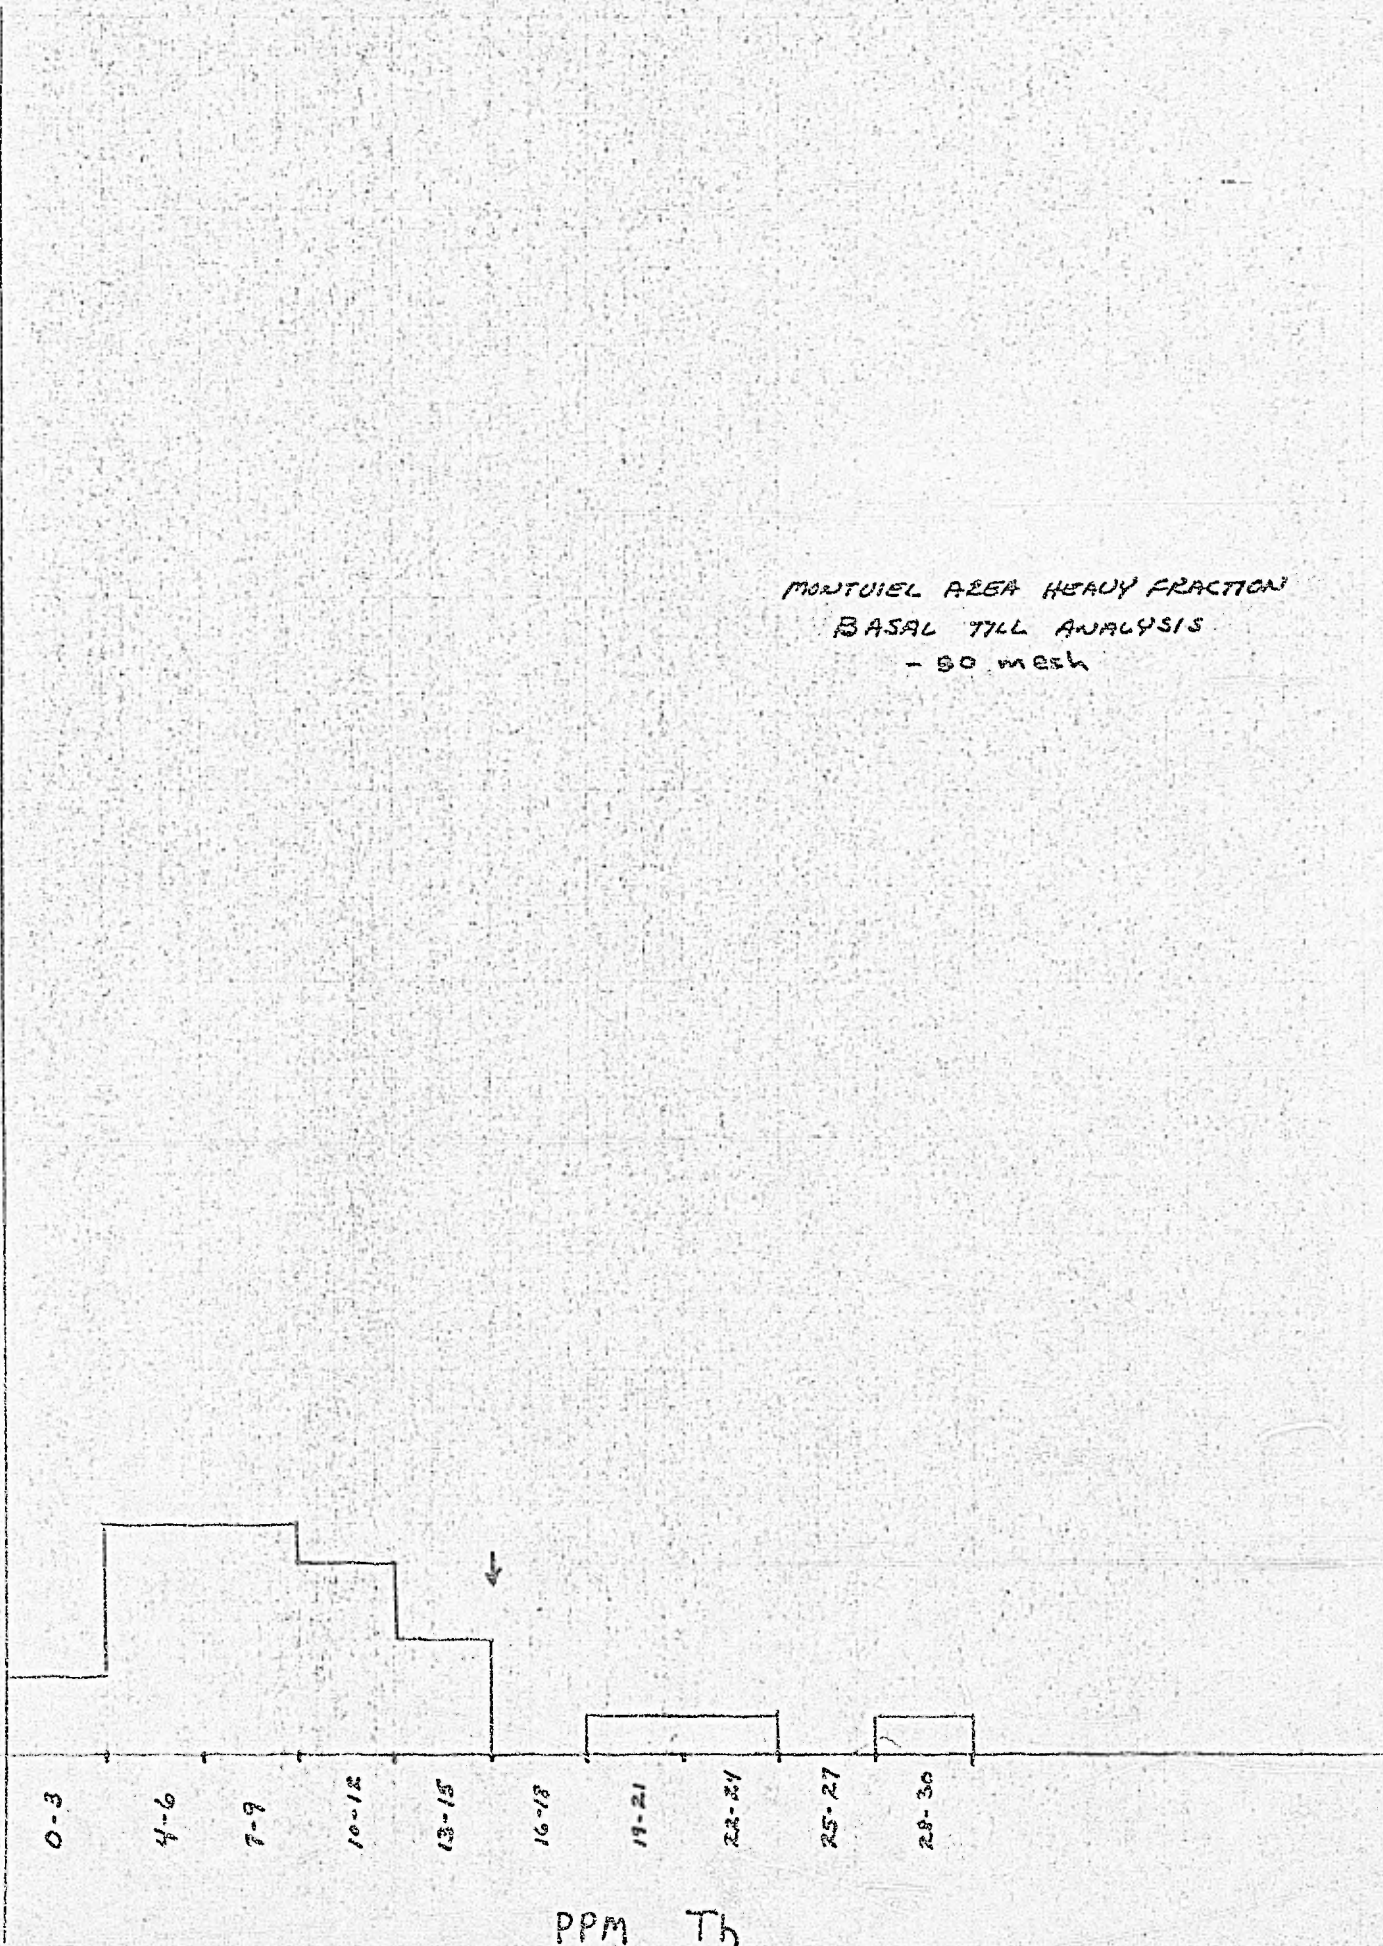 MONTVIEL AREA HEAVY FRACTION
BASAL TILL ANALYSIS
- 80 mesh
0-3
4-6
7-9
10-12
13-15
16-18
19-21
22-24
25-27
28-30
PPM Th